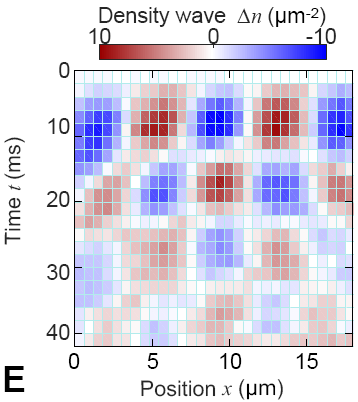 Density wave Δn (μm-2)
10 0 -10
0
10
20
30
40
Time t (ms)
0 5 10 15
Position x (μm)
E